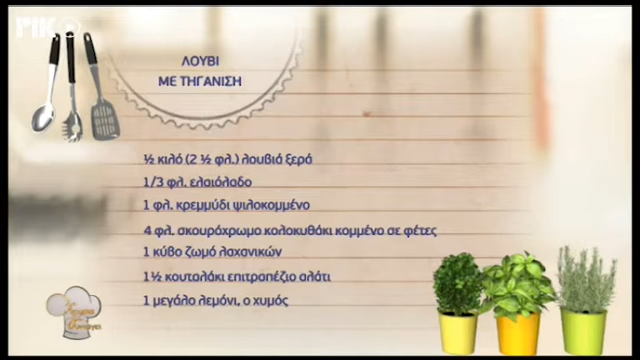 ΡΙΚ
ΛΟΥΒΙ
ΜΕ ΤΗΓΑΝΙΣΗ
½ κιλό (2 ½ φλ.) λουβιά ξερά
1/3 φλ. ελαιόλαδο
1 φλ. κρεμμύδι ψιλοκομμένο
4 φλ. σκουρόχρωμο κολοκυθάκι κομμένο σε φέτες
1 κύβο ζωμό λαχανικών
1½ κουταλάκι επιτραπέζιο αλάτι
1 μεγάλο λεμόνι, ο χυμός